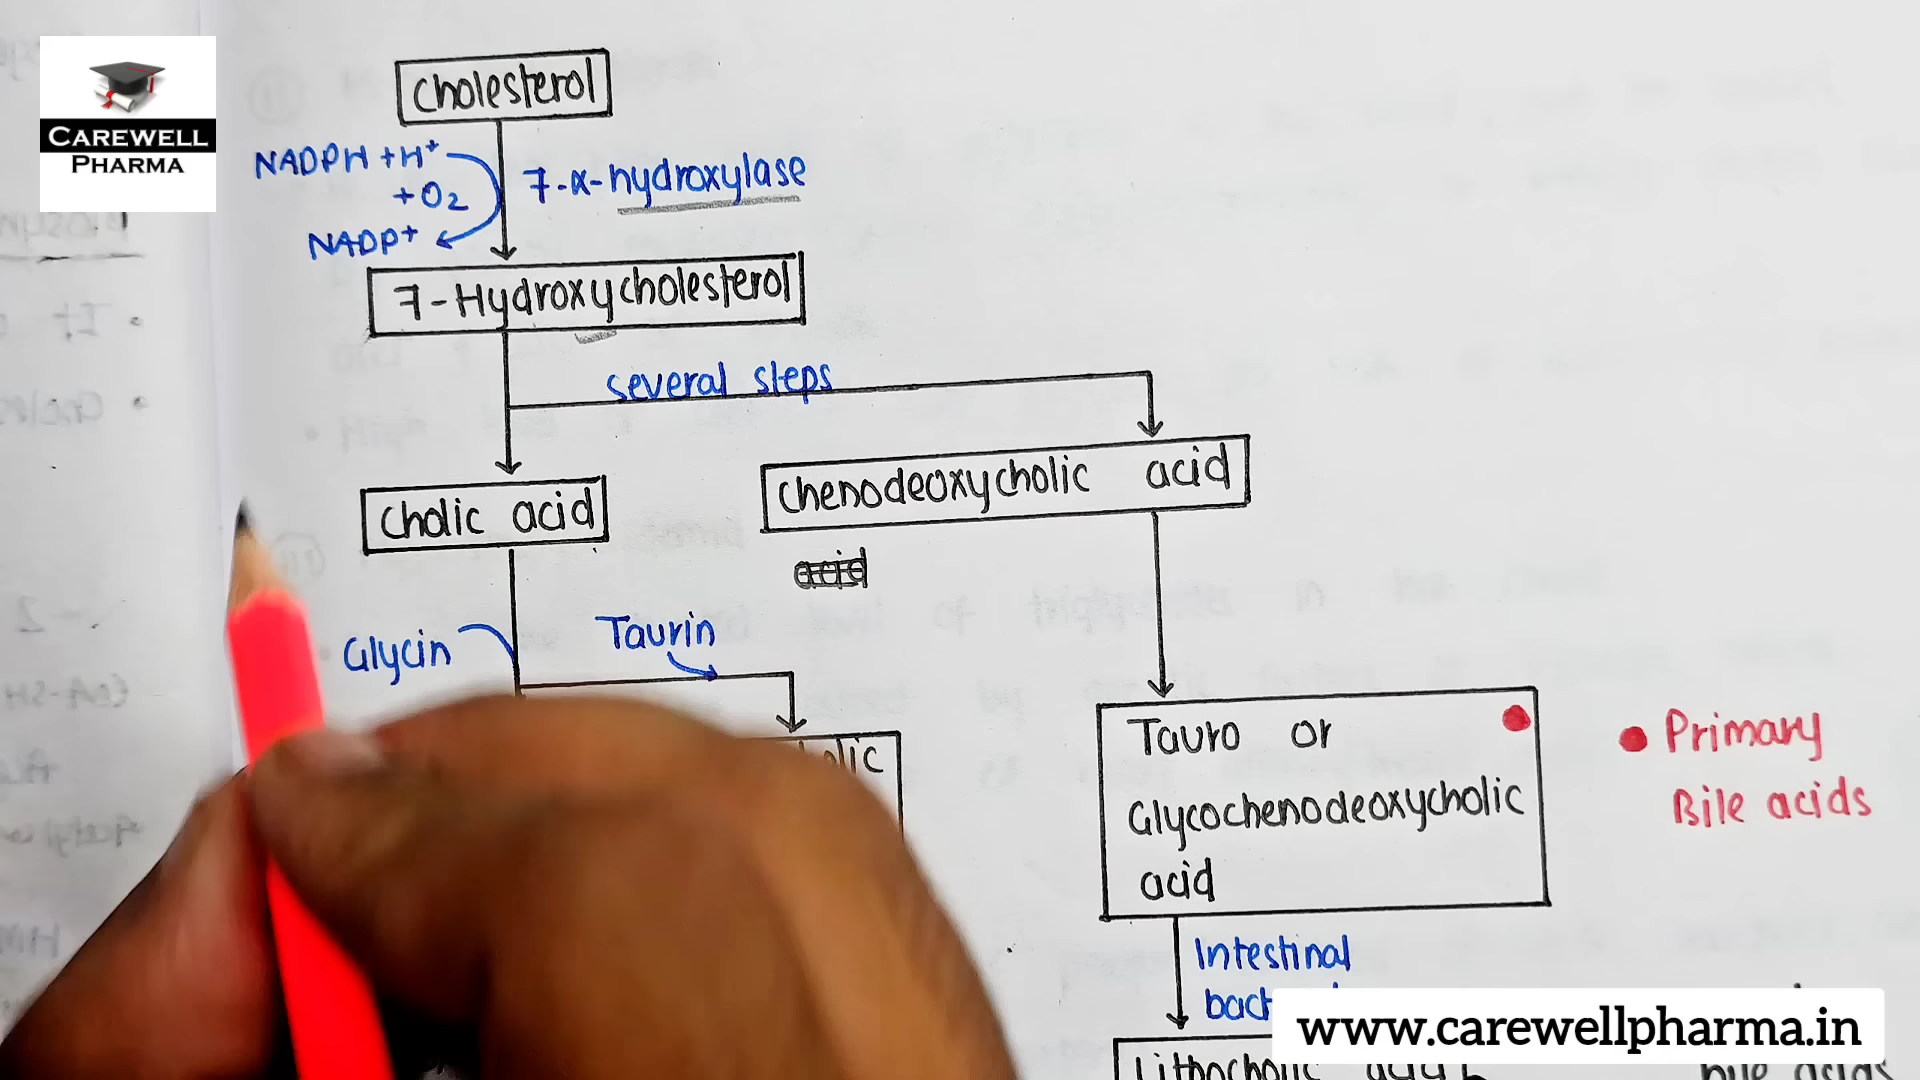 CAREWELL
PHARMA
Cholesterol
NADPH + H+
+ O2
NADP+
7-α-hydroxylase
7-Hydroxycholesterol
several steps
Cholic acid
Chenodeoxycholic acid
Glycin
Taurin
Tauro or
Glycochenodeoxycholic
acid
Primary
Bile acids
Intestinal
www.carewellpharma.in